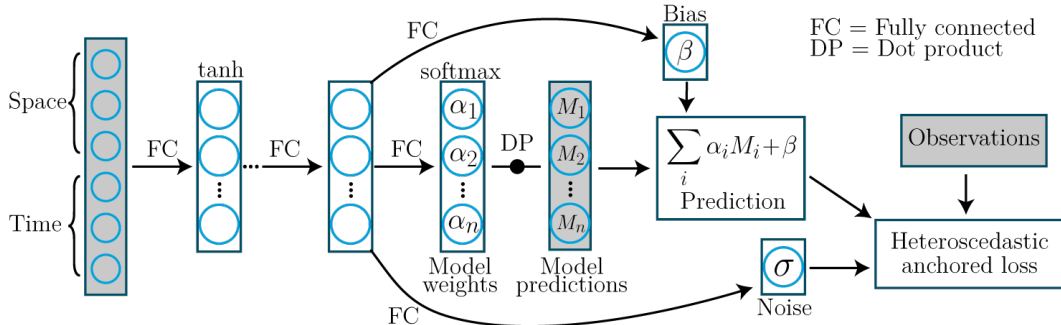 Space
Time
FC
tanh
...
FC
FC
FC
FC
softmax
α₁
α₂
⋮
αₙ
Model
weights
DP
M₁
M₂
⋮
Mₙ
Model
predictions
Bias
β
∑ᵢ αᵢMᵢ+β
Prediction
σ
Noise
FC = Fully connected
DP = Dot product
Observations
Heteroscedastic
anchored loss